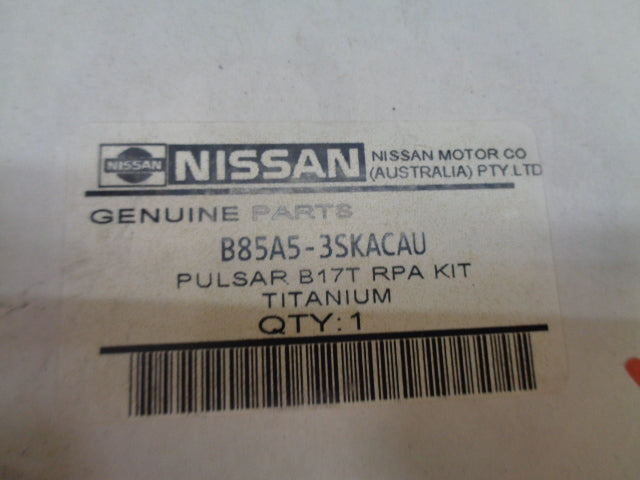 NISSAN NISSAN NISSAN MOTOR CO
(AUSTRALIA) PTY.LTD
GENUINE PARTS
B85A5-3SKACAU
PULSAR B17T RPA KIT
TITANIUM
QTY:1